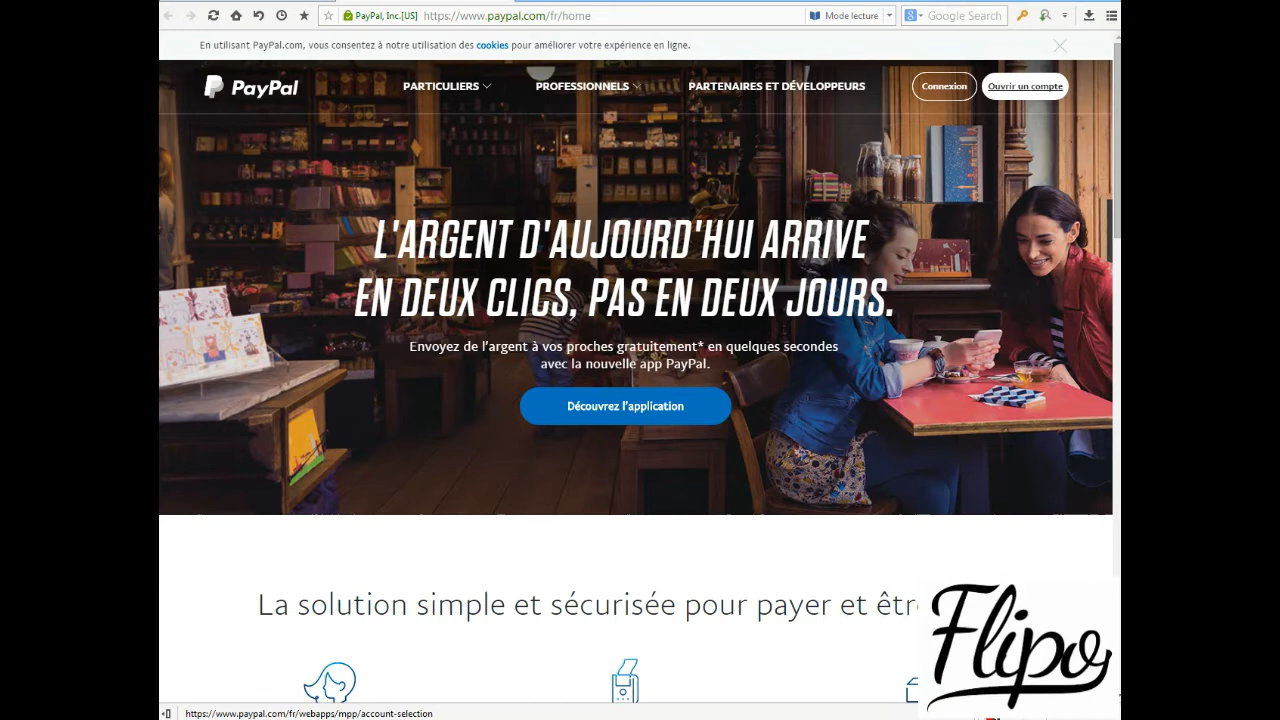 PayPal, Inc.[US]
https://www.paypal.com/fr/home
Mode lecture
Google Search
En utilisant PayPal.com, vous consentez à notre utilisation des cookies pour améliorer votre expérience en ligne.
PayPal
PARTICULIERS
PROFESSIONNELS
PARTENAIRES ET DÉVELOPPEURS
Connexion
Ouvrir un compte
L'ARGENT D'AUJOURD'HUI ARRIVE
EN DEUX CLICS, PAS EN DEUX JOURS.
Envoyez de l'argent à vos proches gratuitement* en quelques secondes
avec la nouvelle app PayPal.
Découvrez l'application
La solution simple et sécurisée pour payer et êtr
Flipo
https://www.paypal.com/fr/webapps/mpp/account-selection